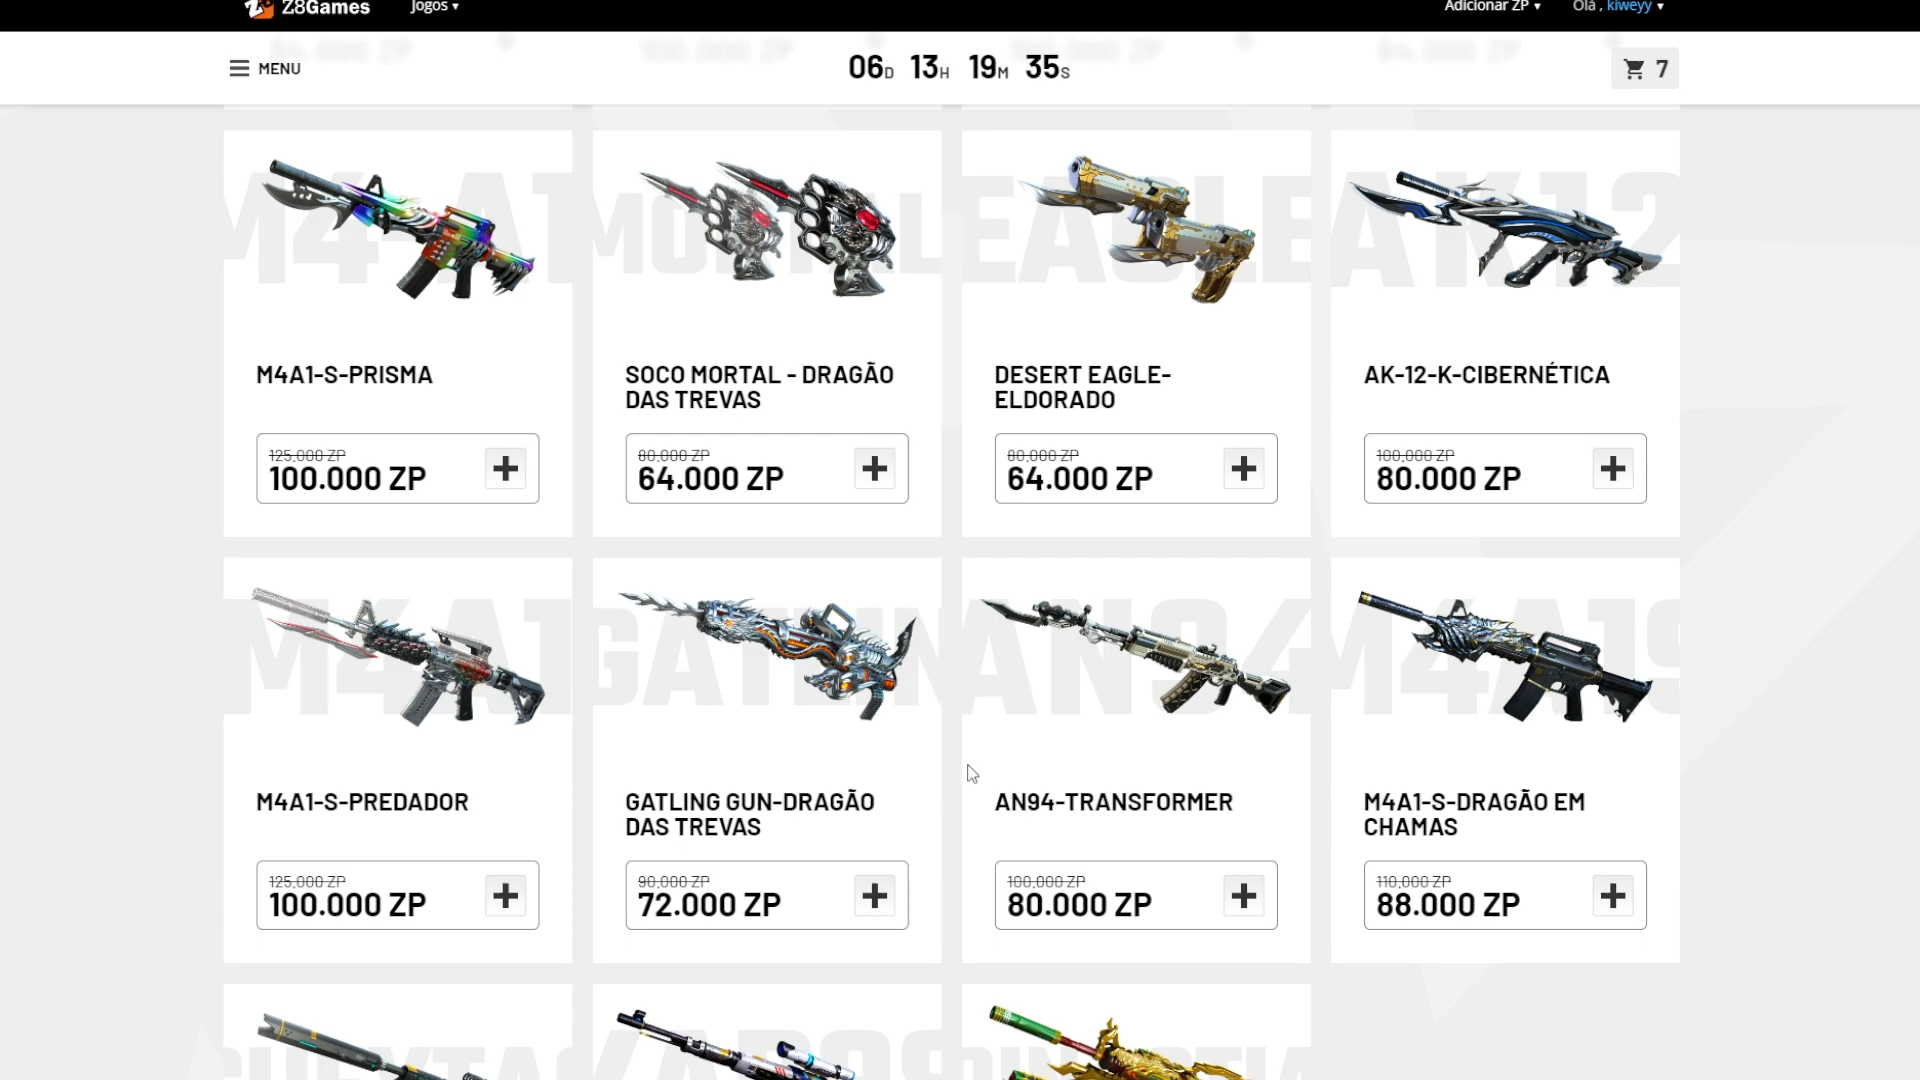 Z8Games
Jogos ▾
Adicionar ZP ▾
Olá , kiweyy ▾
MENU
06D 13H 19M 35S
7
M4A1-S-PRISMA
125,000 ZP
100.000 ZP
SOCO MORTAL - DRAGÃO
DAS TREVAS
80,000 ZP
64.000 ZP
DESERT EAGLE-
ELDORADO
80,000 ZP
64.000 ZP
AK-12-K-CIBERNÉTICA
100,000 ZP
80.000 ZP
M4A1-S-PREDADOR
125,000 ZP
100.000 ZP
GATLING GUN-DRAGÃO
DAS TREVAS
90,000 ZP
72.000 ZP
AN94-TRANSFORMER
100,000 ZP
80.000 ZP
M4A1-S-DRAGÃO EM
CHAMAS
110,000 ZP
88.000 ZP